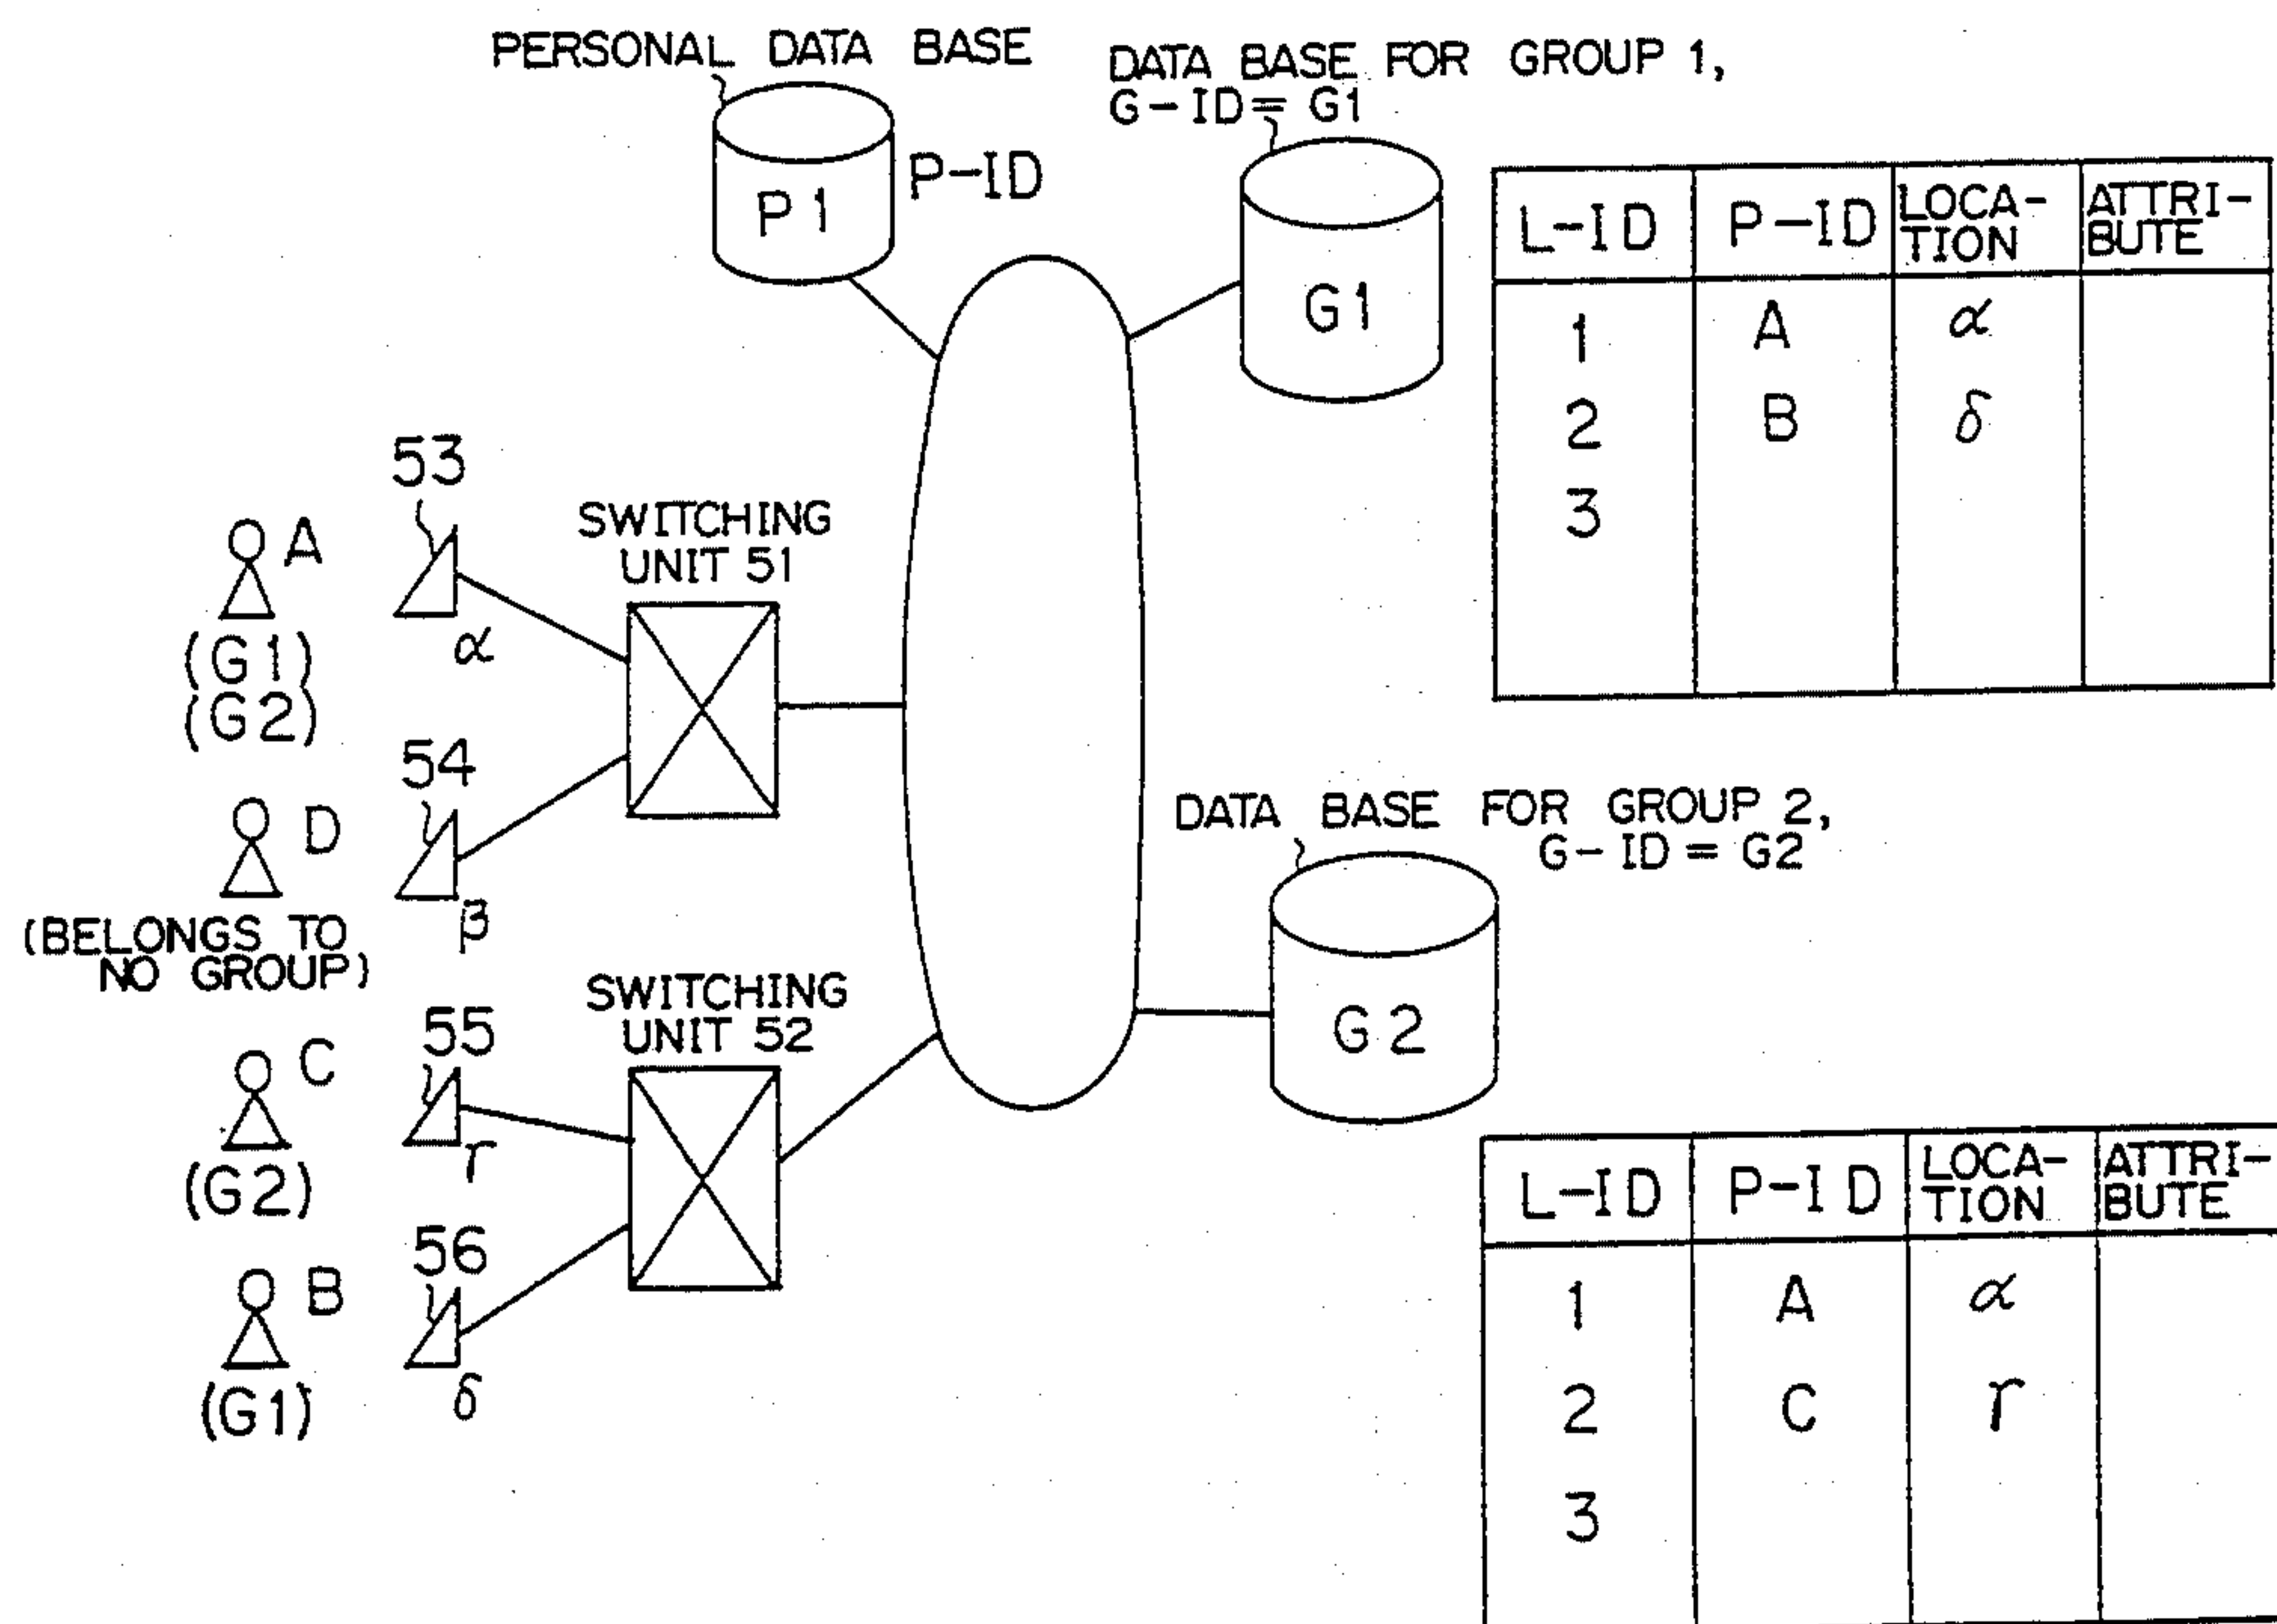 PERSONAL DATA BASE
P1
P-ID
DATA BASE FOR GROUP 1,
G-ID = G1
G1
L-ID P-ID LOCA-TION ATTRI-BUTE
1 A α
2 B δ
3
53
A
(G1)
(G2)
α
SWITCHING
UNIT 51
54
D
(BELONGS TO
NO GROUP)
β
55
C
(G2)
γ
SWITCHING
UNIT 52
56
B
(G1)
δ
DATA BASE FOR GROUP 2,
G-ID = G2
G2
L-ID P-ID LOCA-TION ATTRI-BUTE
1 A α
2 C γ
3